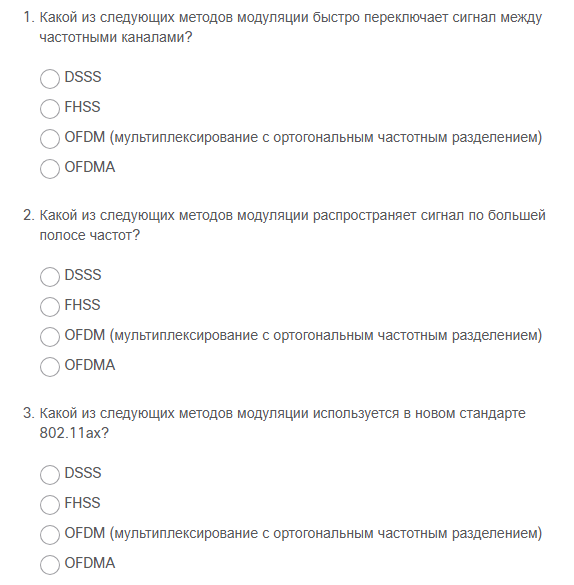 1. Какой из следующих методов модуляции быстро переключает сигнал между
частотными каналами?
DSSS
FHSS
OFDM (мультиплексирование с ортогональным частотным разделением)
OFDMA
2. Какой из следующих методов модуляции распространяет сигнал по большей
полосе частот?
DSSS
FHSS
OFDM (мультиплексирование с ортогональным частотным разделением)
OFDMA
3. Какой из следующих методов модуляции используется в новом стандарте
802.11ax?
DSSS
FHSS
OFDM (мультиплексирование с ортогональным частотным разделением)
OFDMA